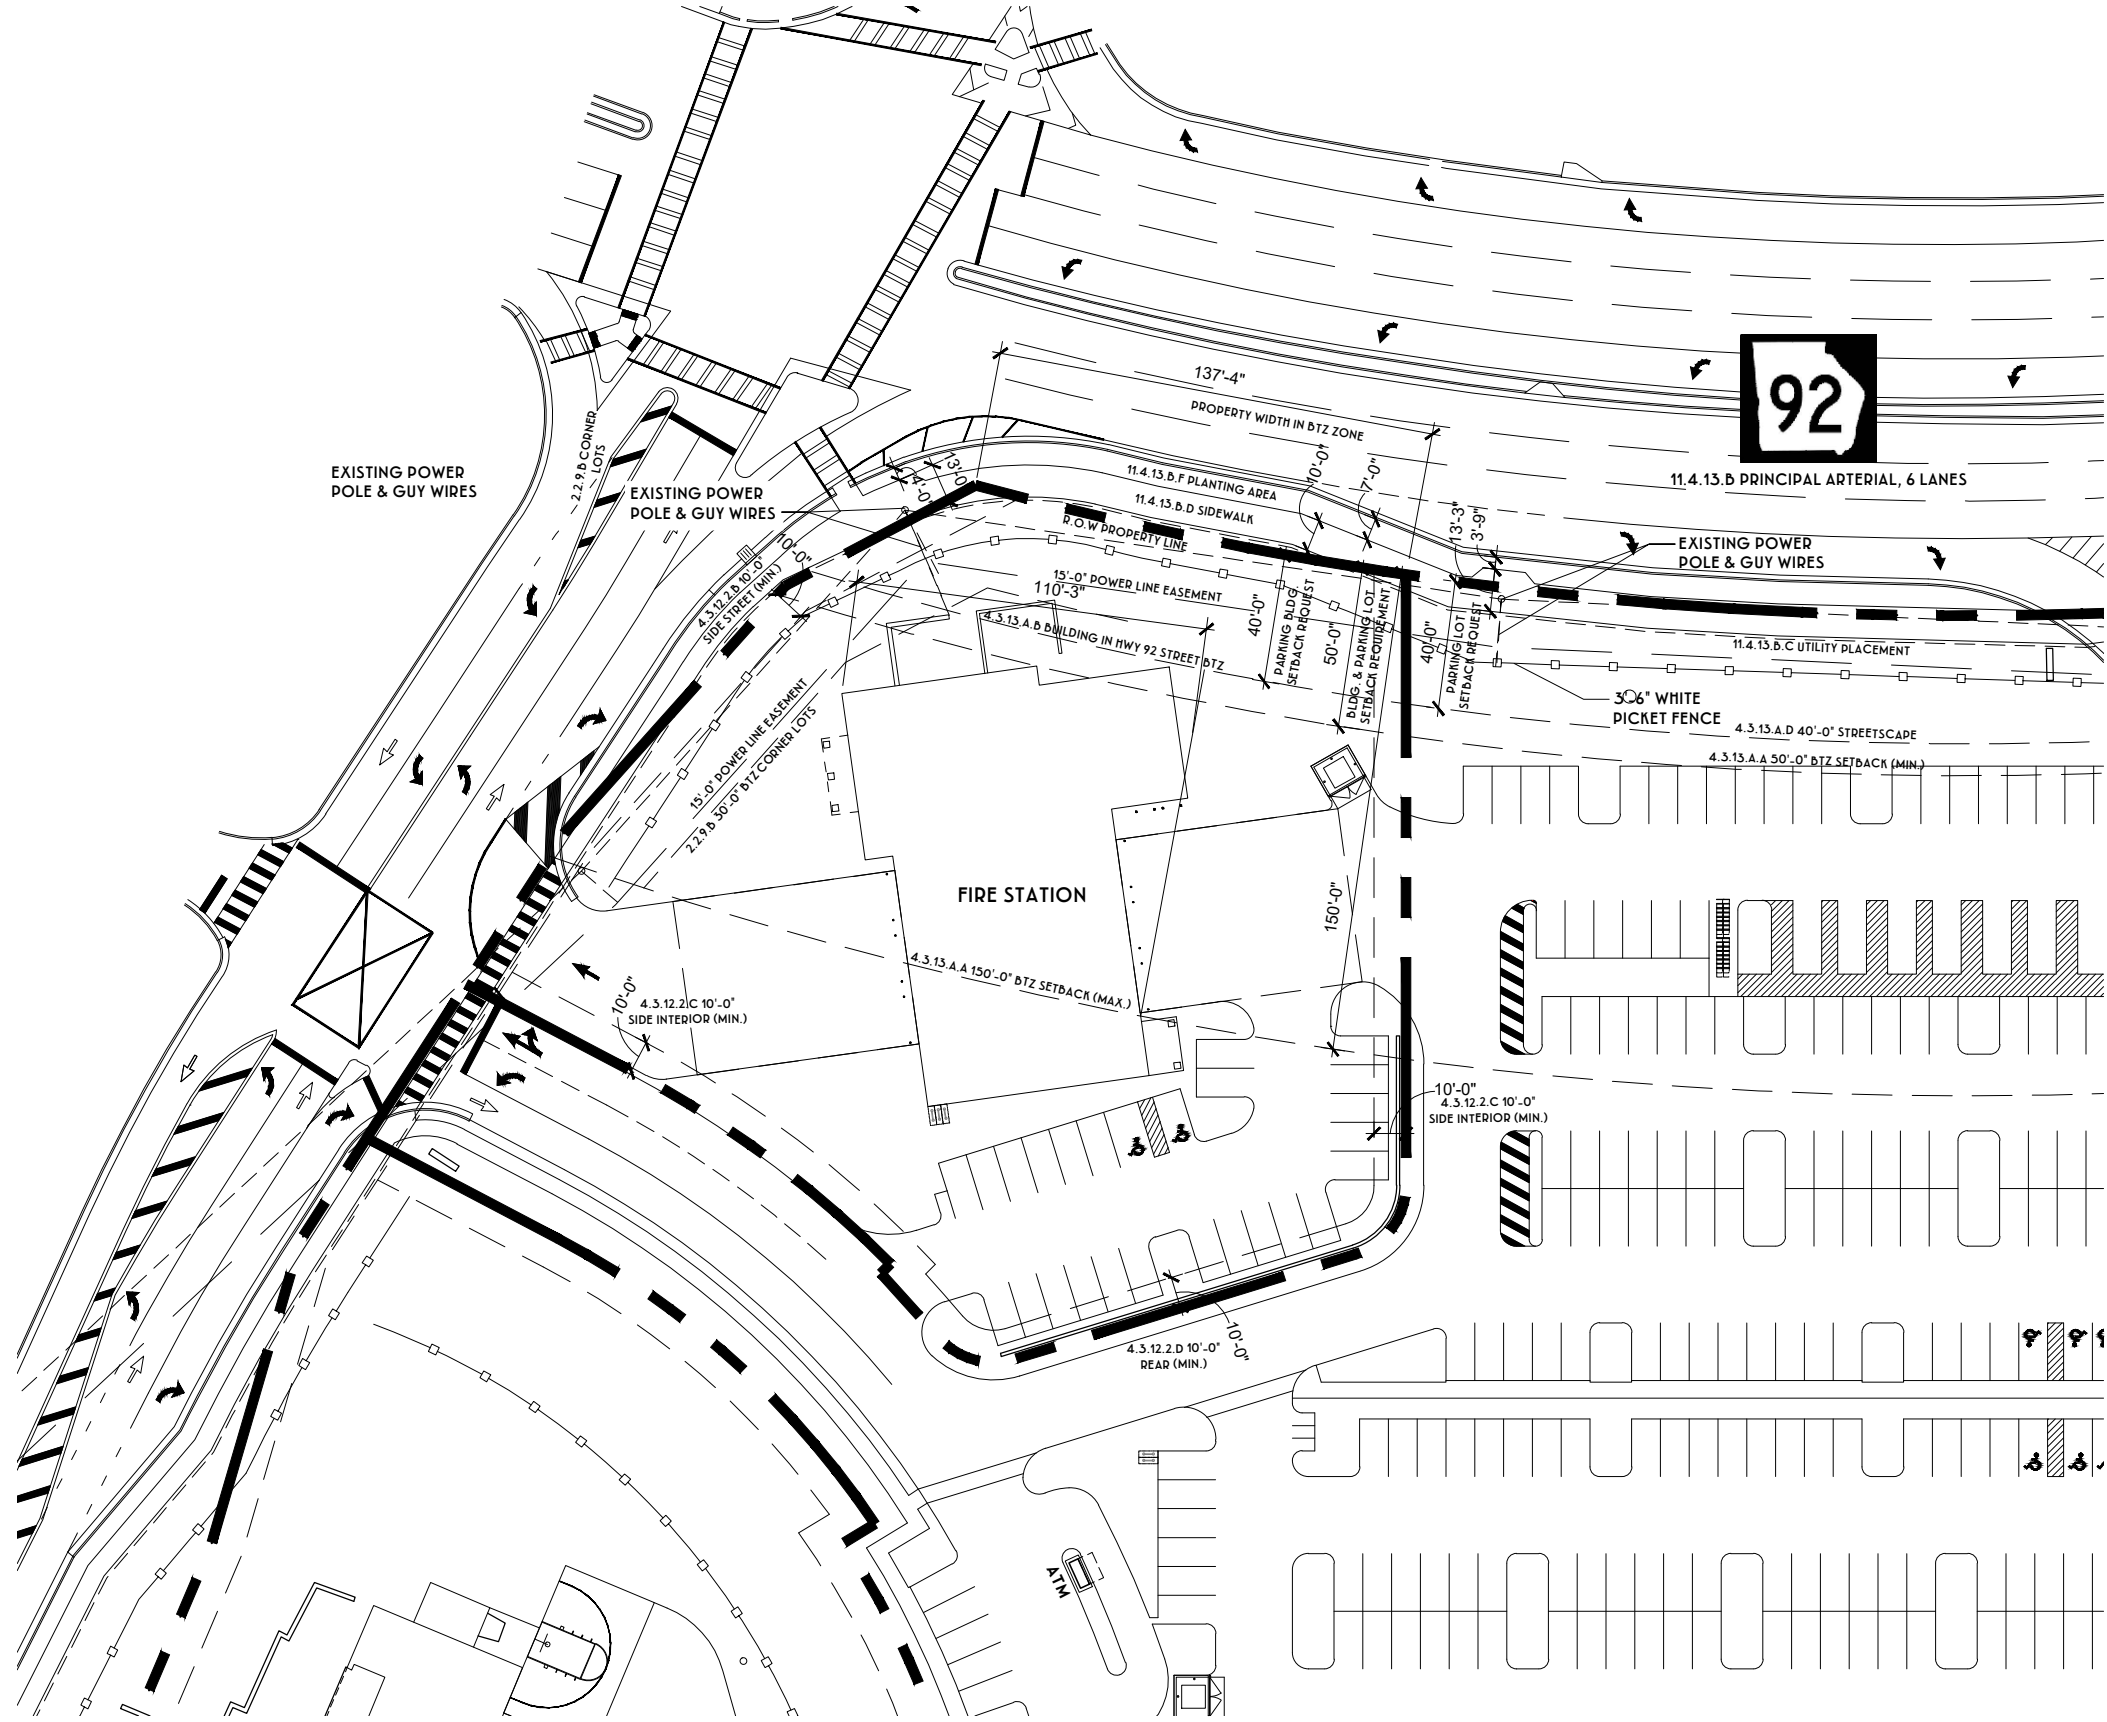 137'-4"
PROPERTY WIDTH IN BTZ ZONE
92
11.4.13.B PRINCIPAL ARTERIAL, 6 LANES
EXISTING POWER
POLE & GUY WIRES
2.2.9.B CORNER
LOTS
EXISTING POWER
POLE & GUY WIRES
13'-0"
4'-0"
11.4.13.B.F PLANTING AREA
11.4.13.B.D SIDEWALK
R.O.W PROPERTY LINE
10'-0"
7'-0"
13'-3"
3'-9"
EXISTING POWER
POLE & GUY WIRES
10'-0"
4.3.12.2.B 10'-0"
SIDE STREET (MIN.)
15'-0" POWER LINE EASEMENT
110'-3"
4.3.13.A.B BUILDING IN HWY 92 STREET BTZ
40'-0"
PARKING BLDG.
SETBACK REQUEST
50'-0"
BLDG. & PARKING LOT
SETBACK REQUIREMENT
40'-0"
PARKING LOT
SETBACK REQUEST
11.4.13.B.C UTILITY PLACEMENT
3'-6" WHITE
PICKET FENCE
4.3.13.A.D 40'-0" STREETSCAPE
4.3.13.A.A 50'-0" BTZ SETBACK (MIN.)
15'-0" POWER LINE EASEMENT
2.2.9.B 30'-0" BTZ CORNER LOTS
FIRE STATION
150'-0"
4.3.13.A.A 150'-0" BTZ SETBACK (MAX.)
10'-0"
4.3.12.2.C 10'-0"
SIDE INTERIOR (MIN.)
10'-0"
4.3.12.2.C 10'-0"
SIDE INTERIOR (MIN.)
10'-0"
4.3.12.2.D 10'-0"
REAR (MIN.)
ATM